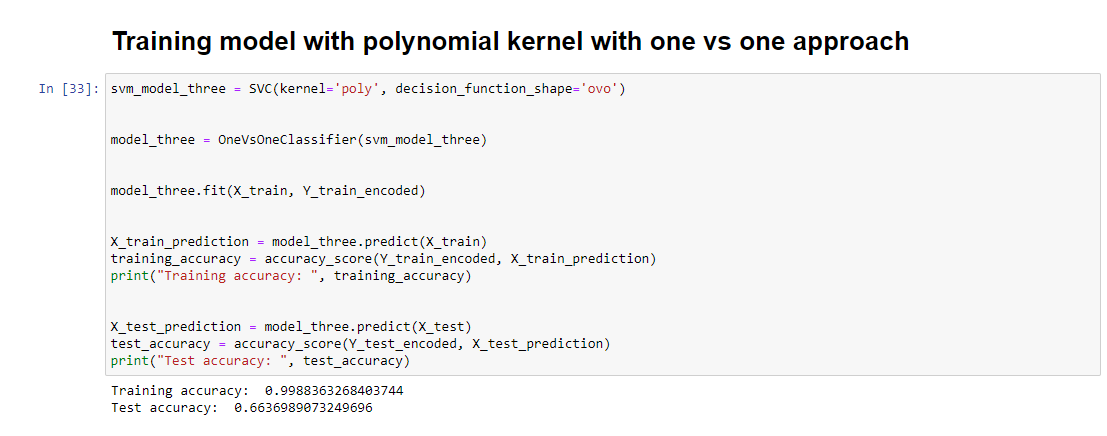 Training model with polynomial kernel with one vs one approach
In [33]: svm_model_three = SVC(kernel='poly', decision_function_shape='ovo')
model_three = OneVsOneClassifier(svm_model_three)
model_three.fit(X_train, Y_train_encoded)
X_train_prediction = model_three.predict(X_train)
training_accuracy = accuracy_score(Y_train_encoded, X_train_prediction)
print("Training accuracy: ", training_accuracy)
X_test_prediction = model_three.predict(X_test)
test_accuracy = accuracy_score(Y_test_encoded, X_test_prediction)
print("Test accuracy: ", test_accuracy)
Training accuracy:  0.9988363268403744
Test accuracy:  0.6636989073249696